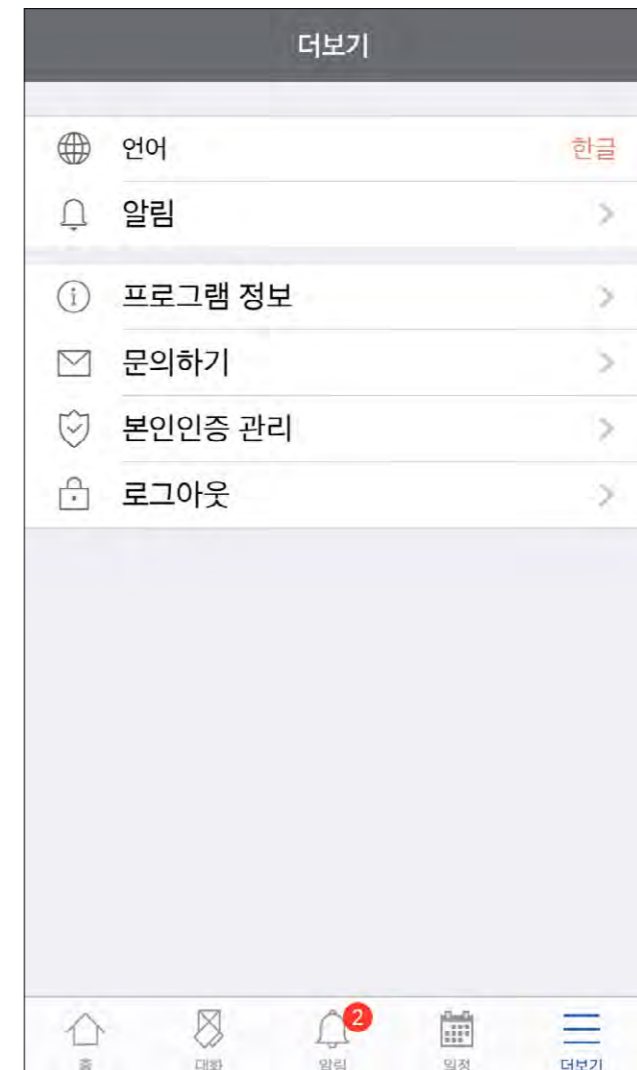 더보기
언어 한글
알림
프로그램 정보
문의하기
본인인증 관리
로그아웃
2
홈 대화 알림 일정 더보기